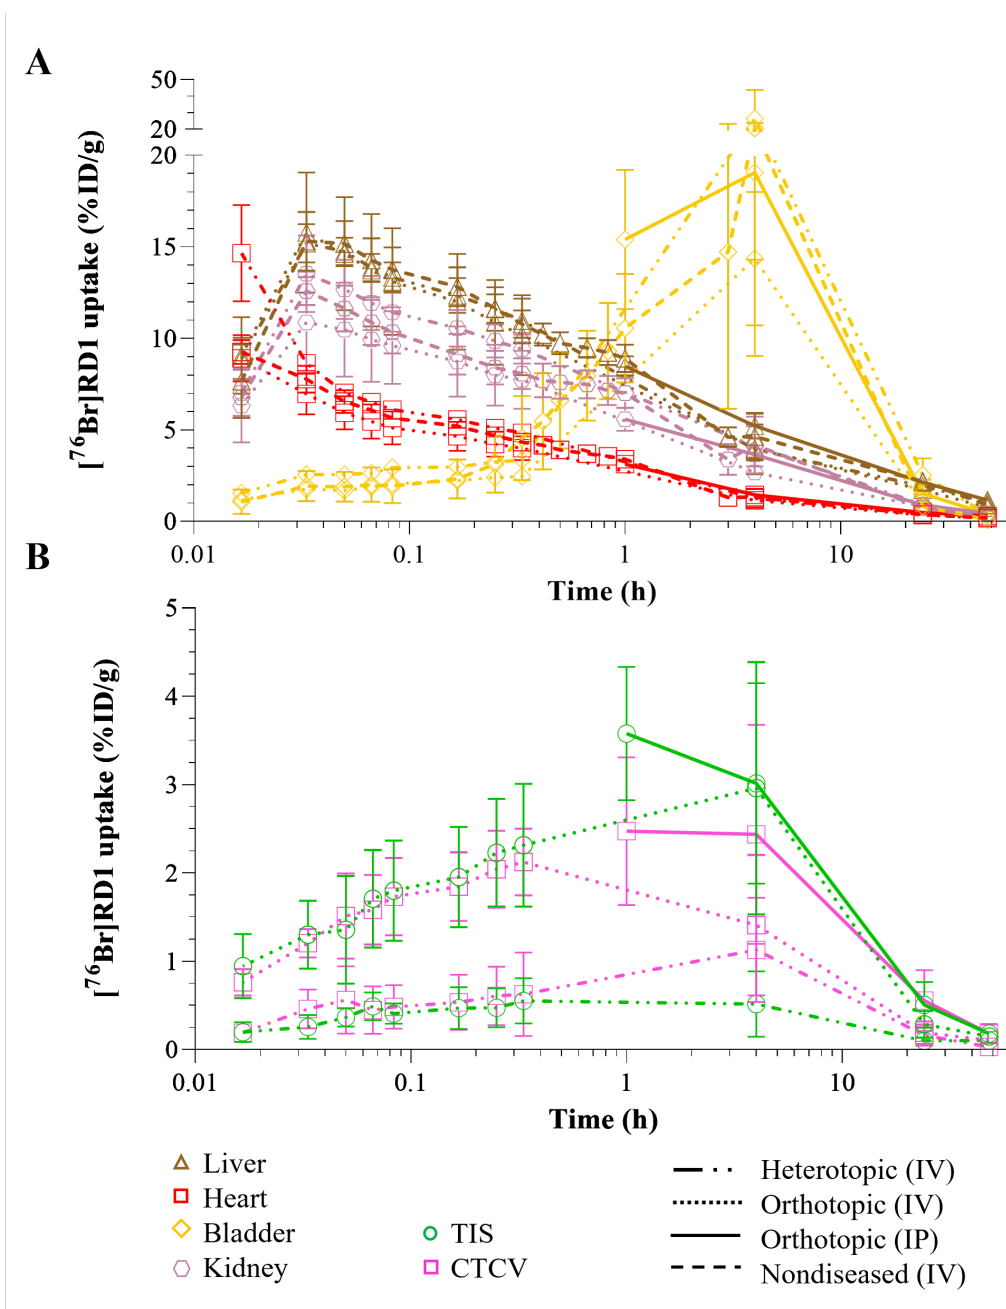 A
50
20
20
15
10
5
0
[⁷⁶Br]RD1 uptake (%ID/g)
0.01 0.1 1 10
Time (h)
B
5
4
3
2
1
0
[⁷⁶Br]RD1 uptake (%ID/g)
0.01 0.1 1 10
Time (h)
Liver
Heart
Bladder
Kidney
TIS
CTCV
Heterotopic (IV)
Orthotopic (IV)
Orthotopic (IP)
Nondiseased (IV)